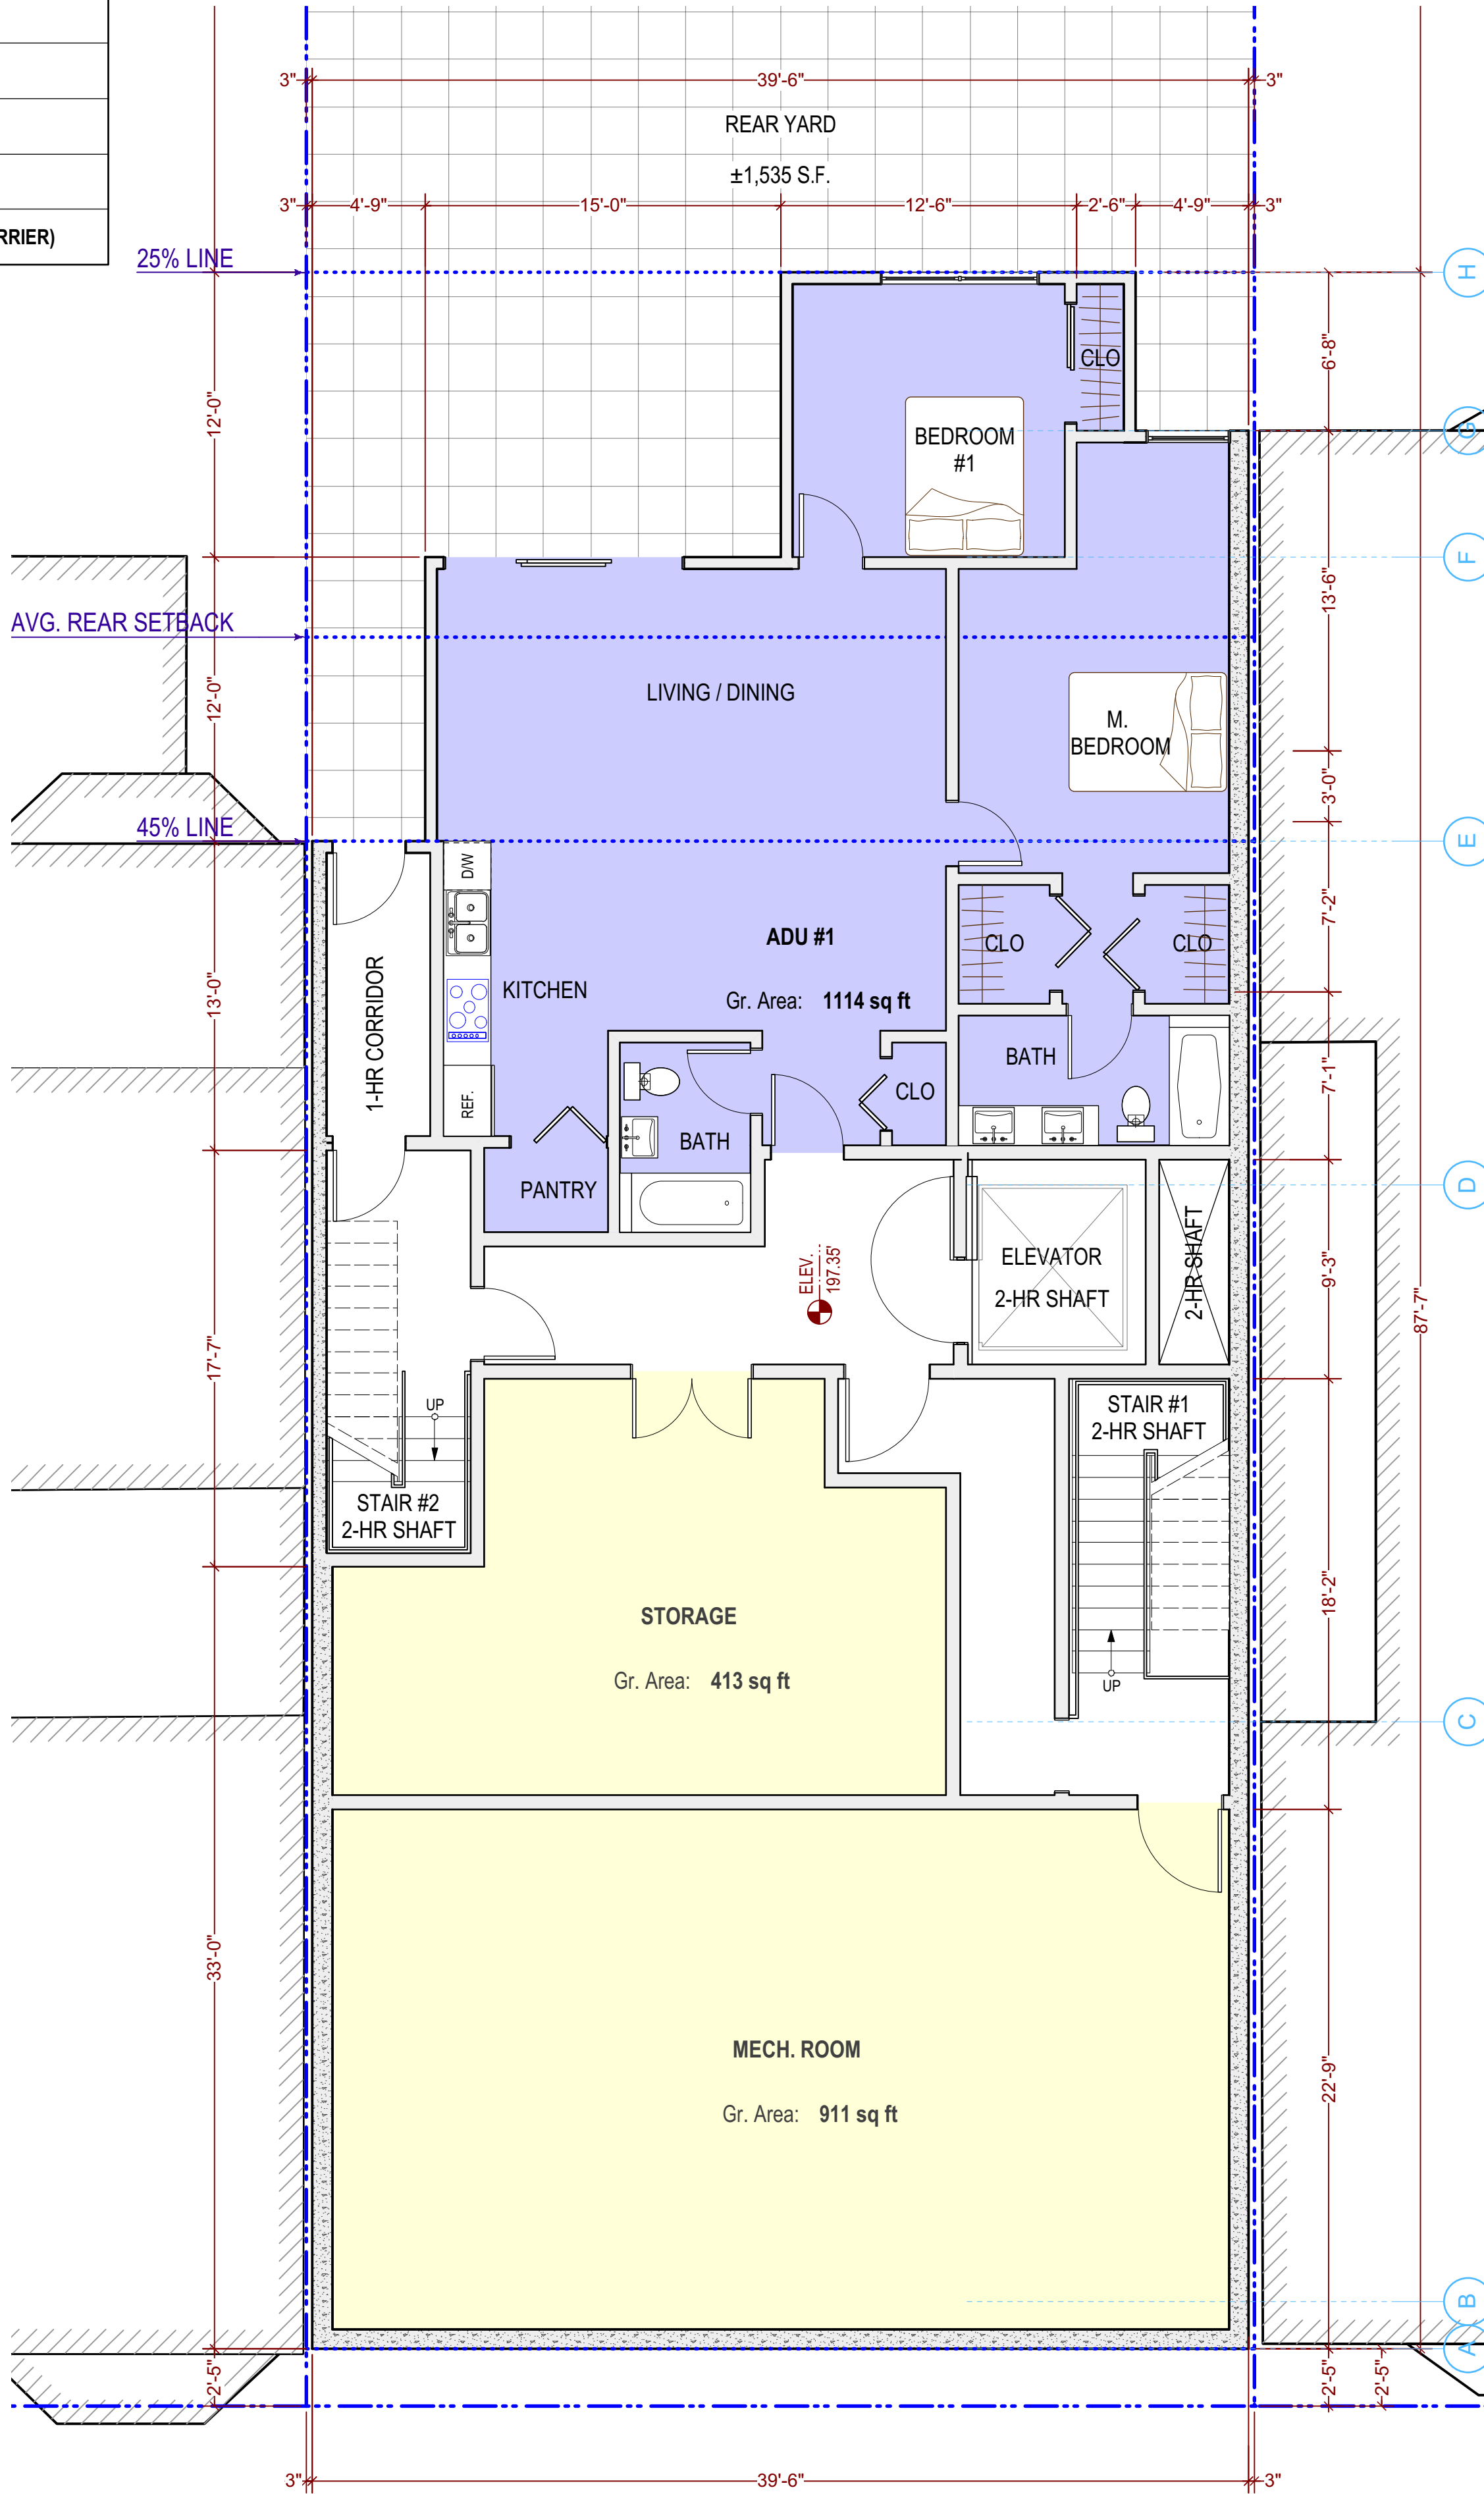 3"
39'-6"
3"
REAR YARD
±1,535 S.F.
3"
4'-9"
15'-0"
12'-6"
2'-6"
4'-9"
3"
RRIER)
25% LINE
H
6'-8"
CLO
12'-0"
BEDROOM
#1
G
F
13'-6"
AVG. REAR SETBACK
12'-0"
LIVING / DINING
M.
BEDROOM
3'-0"
45% LINE
E
D/W
7'-2"
ADU #1
CLO
CLO
KITCHEN
Gr. Area: 1114 sq ft
13'-0"
1-HR CORRIDOR
BATH
7'-1"
REF.
CLO
BATH
PANTRY
D
ELEV.
197.35'
ELEVATOR
2-HR SHAFT
2-HR SHAFT
9'-3"
87'-7"
17'-7"
UP
STAIR #1
2-HR SHAFT
STAIR #2
2-HR SHAFT
STORAGE
18'-2"
Gr. Area: 413 sq ft
UP
C
33'-0"
MECH. ROOM
22'-9"
Gr. Area: 911 sq ft
B
A
2'-5"
2'-5"
2'-5"
3"
39'-6"
3"